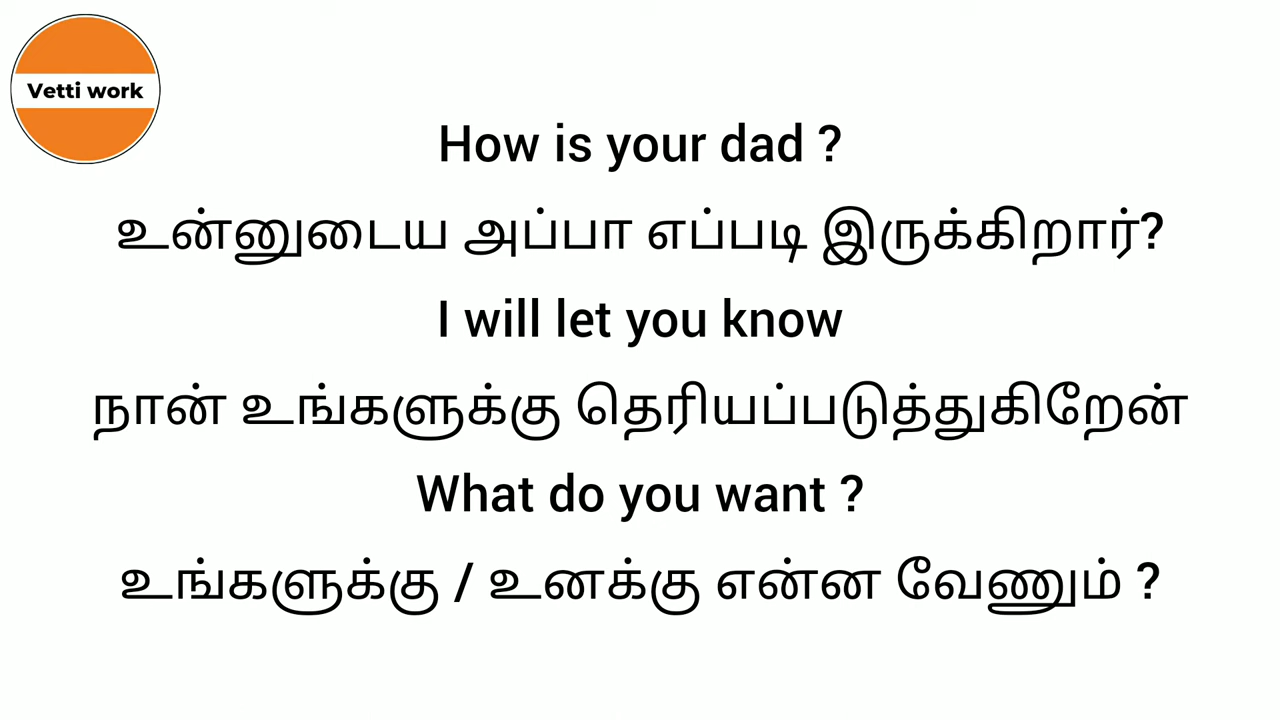 Vetti work
How is your dad ?
உன்னுடைய அப்பா எப்படி இருக்கிறார்?
I will let you know
நான் உங்களுக்கு தெரியப்படுத்துகிறேன்
What do you want ?
உங்களுக்கு / உனக்கு என்ன வேணும் ?